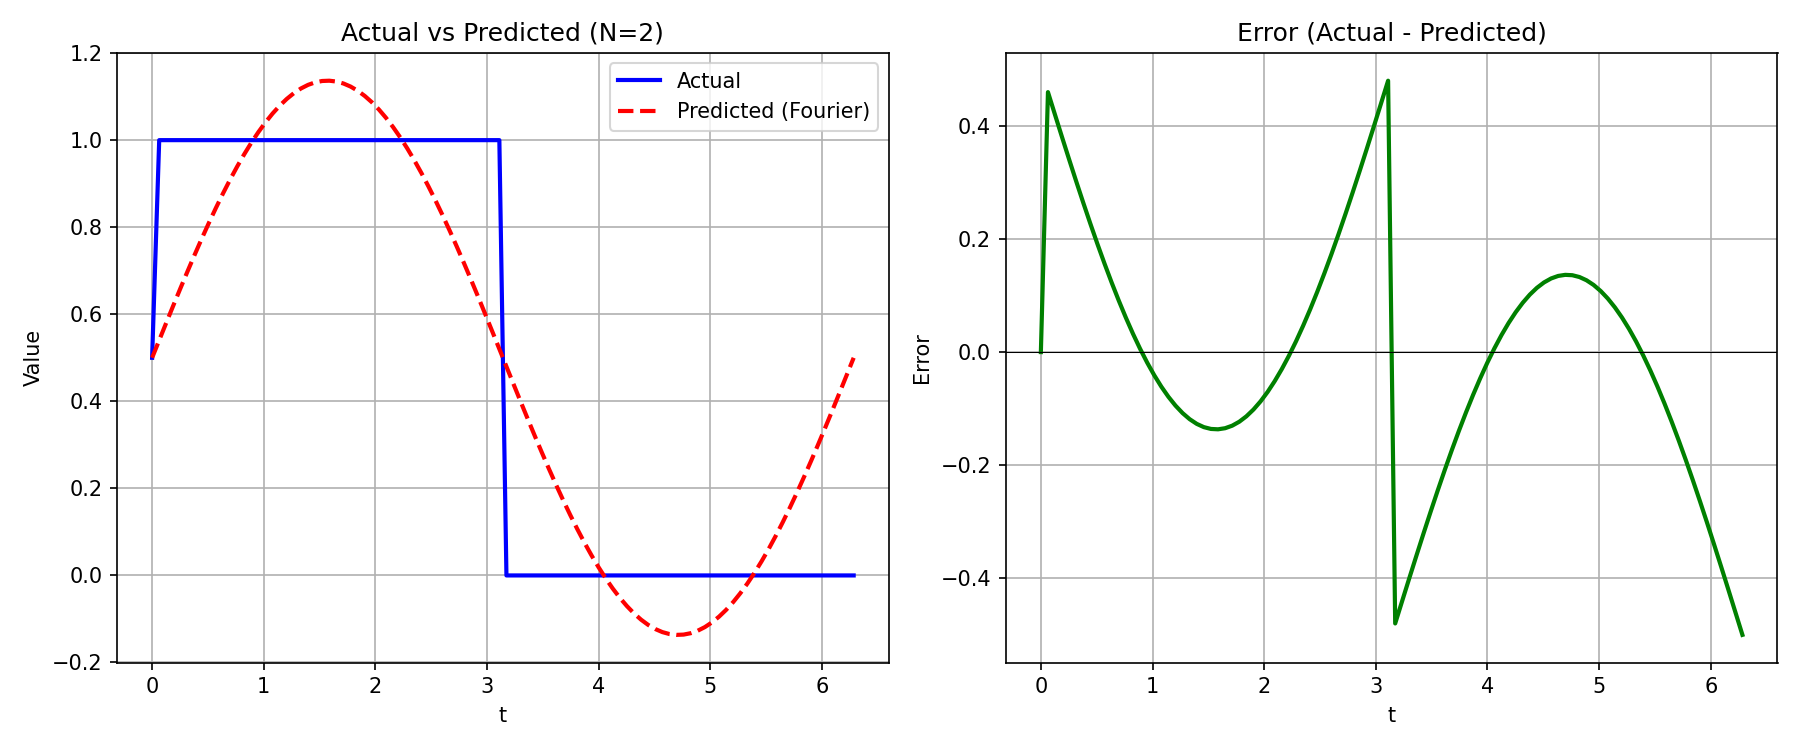 Actual vs Predicted (N=2)
Actual
Predicted (Fourier)
Value
1.2
1.0
0.8
0.6
0.4
0.2
0.0
−0.2
0 1 2 3 4 5 6
t
Error (Actual - Predicted)
Error
0.4
0.2
0.0
−0.2
−0.4
0 1 2 3 4 5 6
t